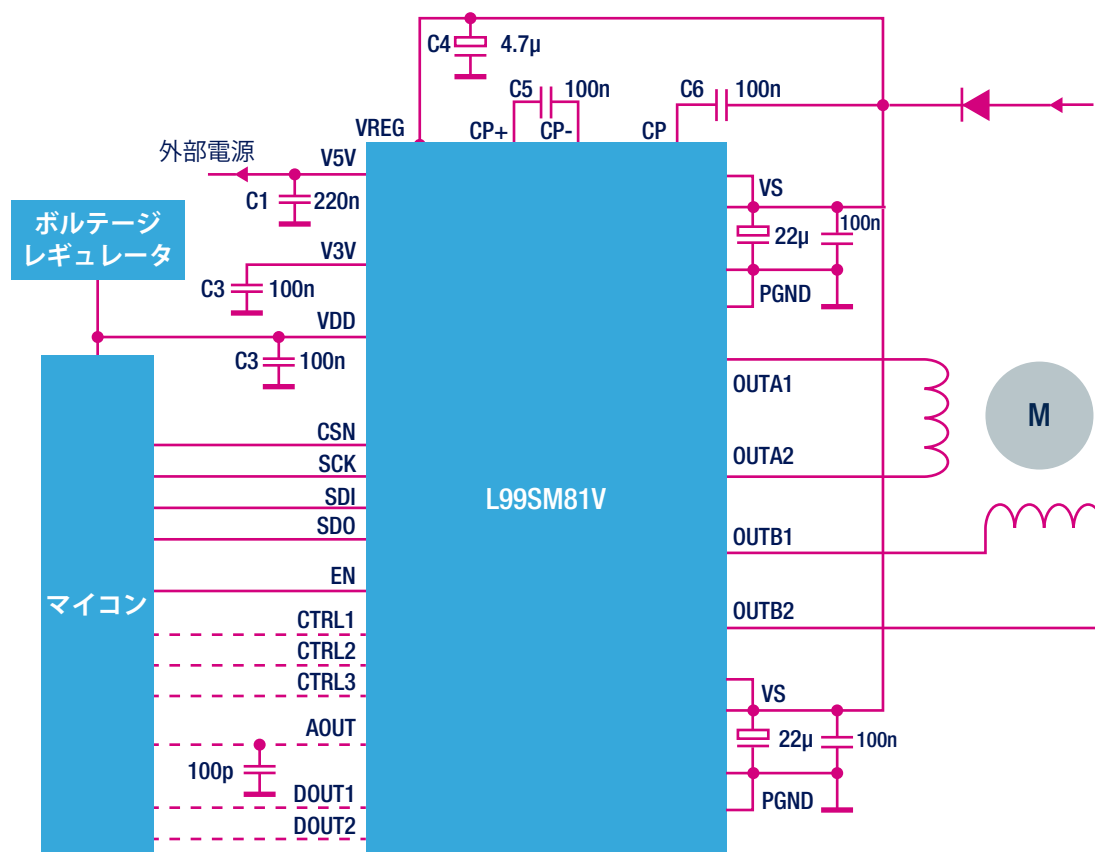 C4
4.7μ
C5
100n
C6
100n
VREG
CP+
CP-
CP
外部電源
V5V
C1
220n
VS
22μ
100n
PGND
ボルテージ
レギュレータ
V3V
C3
100n
VDD
C3
100n
OUTA1
M
OUTA2
CSN
SCK
SDI
SDO
L99SM81V
OUTB1
EN
マイコン
OUTB2
CTRL1
CTRL2
CTRL3
VS
22μ
100n
PGND
AOUT
100p
DOUT1
DOUT2